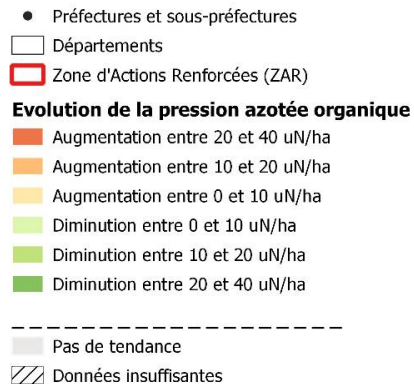 Préfectures et sous-préfectures
Départements
Zone d'Actions Renforcées (ZAR)
Evolution de la pression azotée organique
Augmentation entre 20 et 40 uN/ha
Augmentation entre 10 et 20 uN/ha
Augmentation entre 0 et 10 uN/ha
Diminution entre 0 et 10 uN/ha
Diminution entre 10 et 20 uN/ha
Diminution entre 20 et 40 uN/ha
Pas de tendance
Données insuffisantes